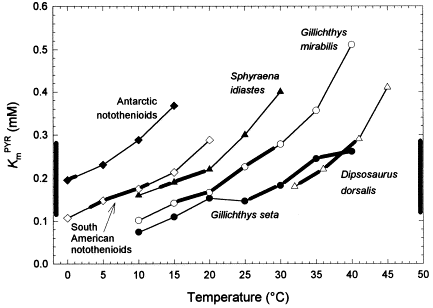 0.6
0.5
0.4
0.3
0.2
0.1
0.0
K_m^PYR (mM)
Gillichthys
mirabilis
Sphyraena
idiastes
Antarctic
notothenioids
Dipsosaurus
dorsalis
Gillichthys seta
South
American
notothenioids
0 5 10 15 20 25 30 35 40 45 50
Temperature (°C)